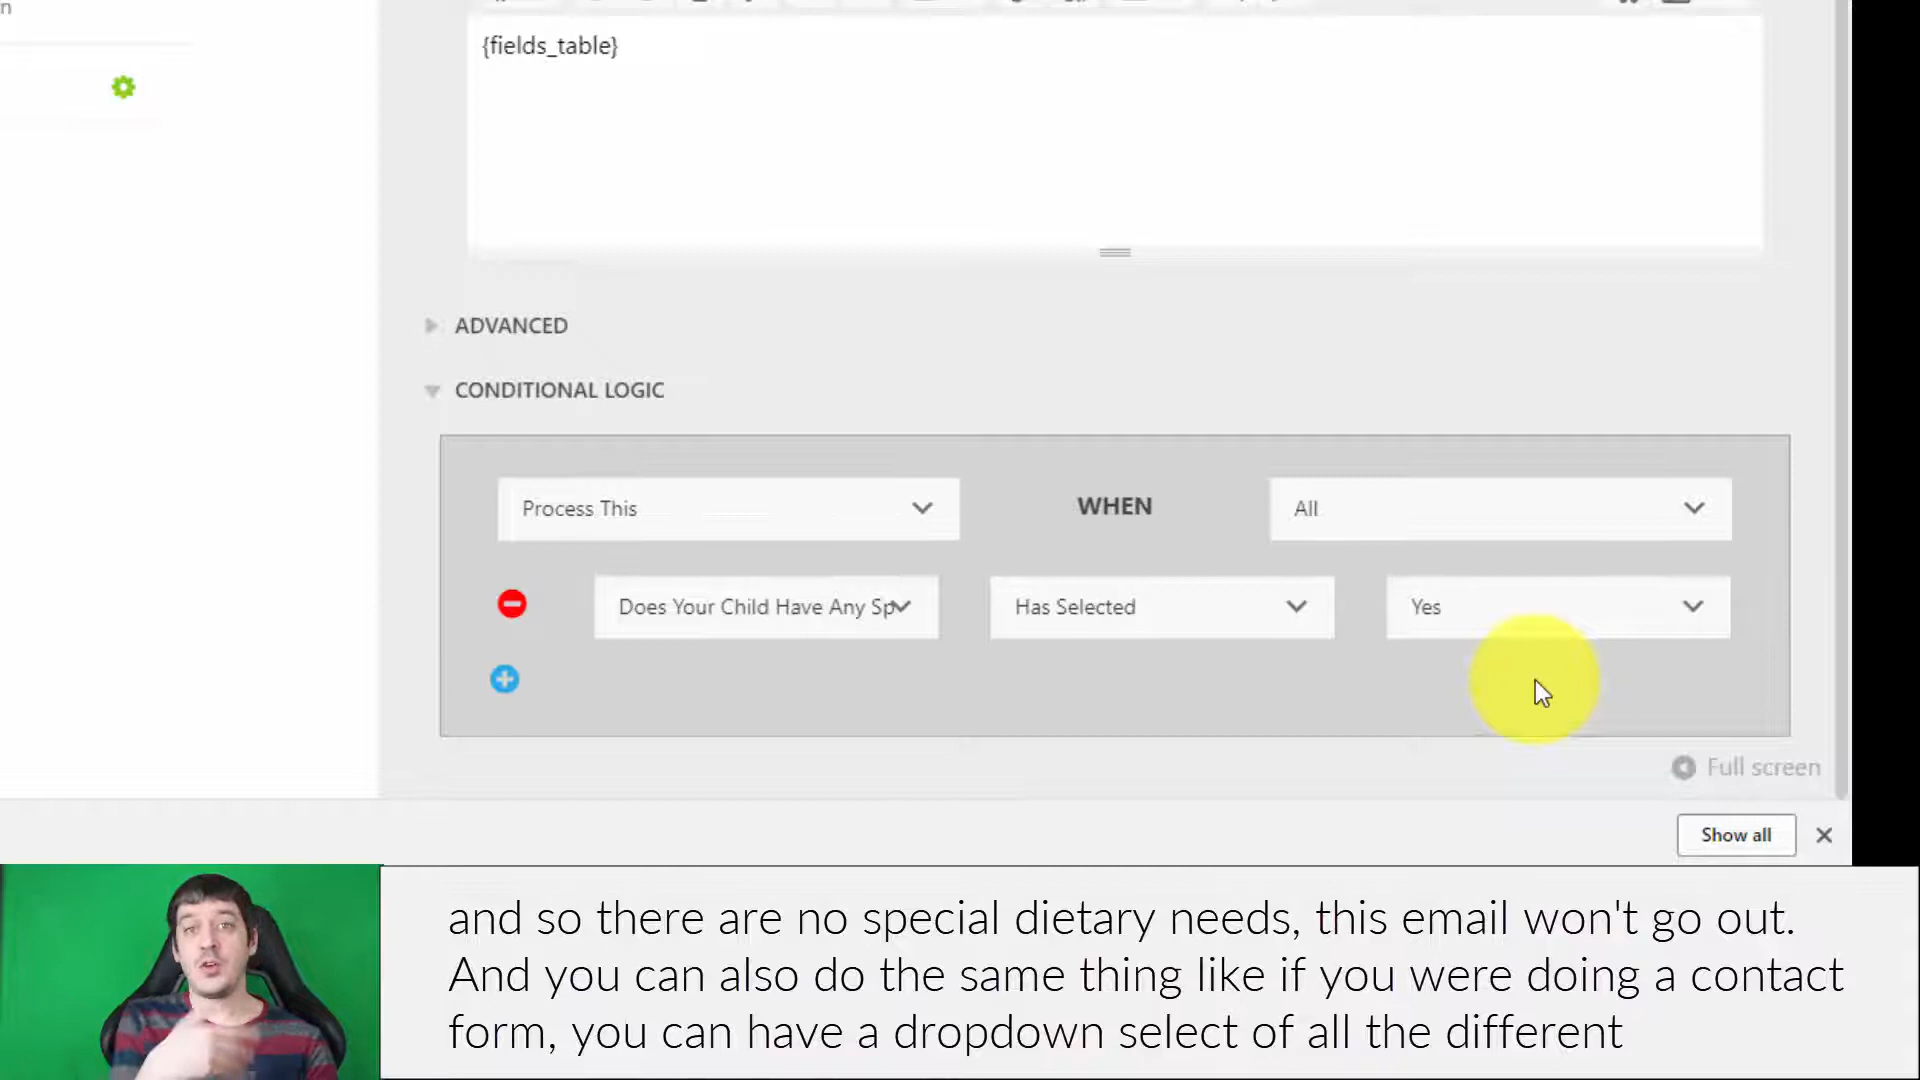 n
{fields_table}
ADVANCED
CONDITIONAL LOGIC
Process This WHEN All
Does Your Child Have Any Sp Has Selected Yes
Full screen
Show all
and so there are no special dietary needs, this email won't go out.
And you can also do the same thing like if you were doing a contact
form, you can have a dropdown select of all the different